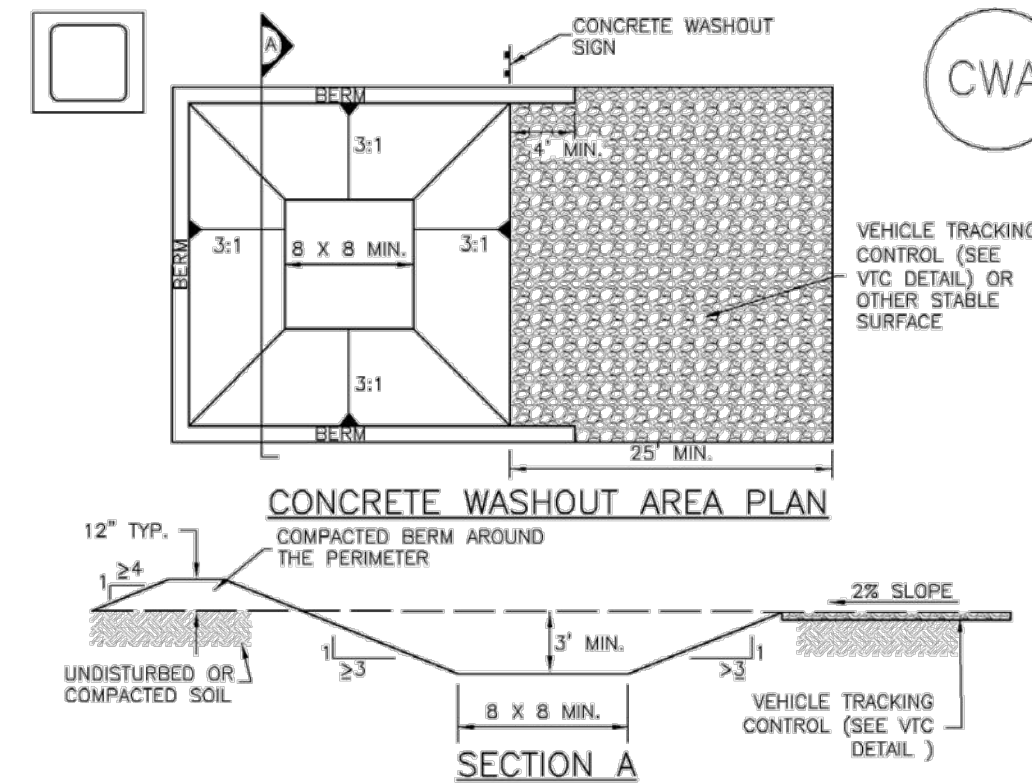 CONCRETE WASHOUT
SIGN
A
CWA
BERM
3:1
4' MIN.
BERM
3:1
8 X 8 MIN.
3:1
VEHICLE TRACKING
CONTROL (SEE
VTC DETAIL) OR
OTHER STABLE
SURFACE
3:1
BERM
25' MIN.
CONCRETE WASHOUT AREA PLAN
12" TYP.
COMPACTED BERM AROUND
THE PERIMETER
1
≥4
2% SLOPE
3' MIN.
1
≥3
>3
1
UNDISTURBED OR
COMPACTED SOIL
8 X 8 MIN.
VEHICLE TRACKING
CONTROL (SEE VTC
DETAIL )
SECTION A